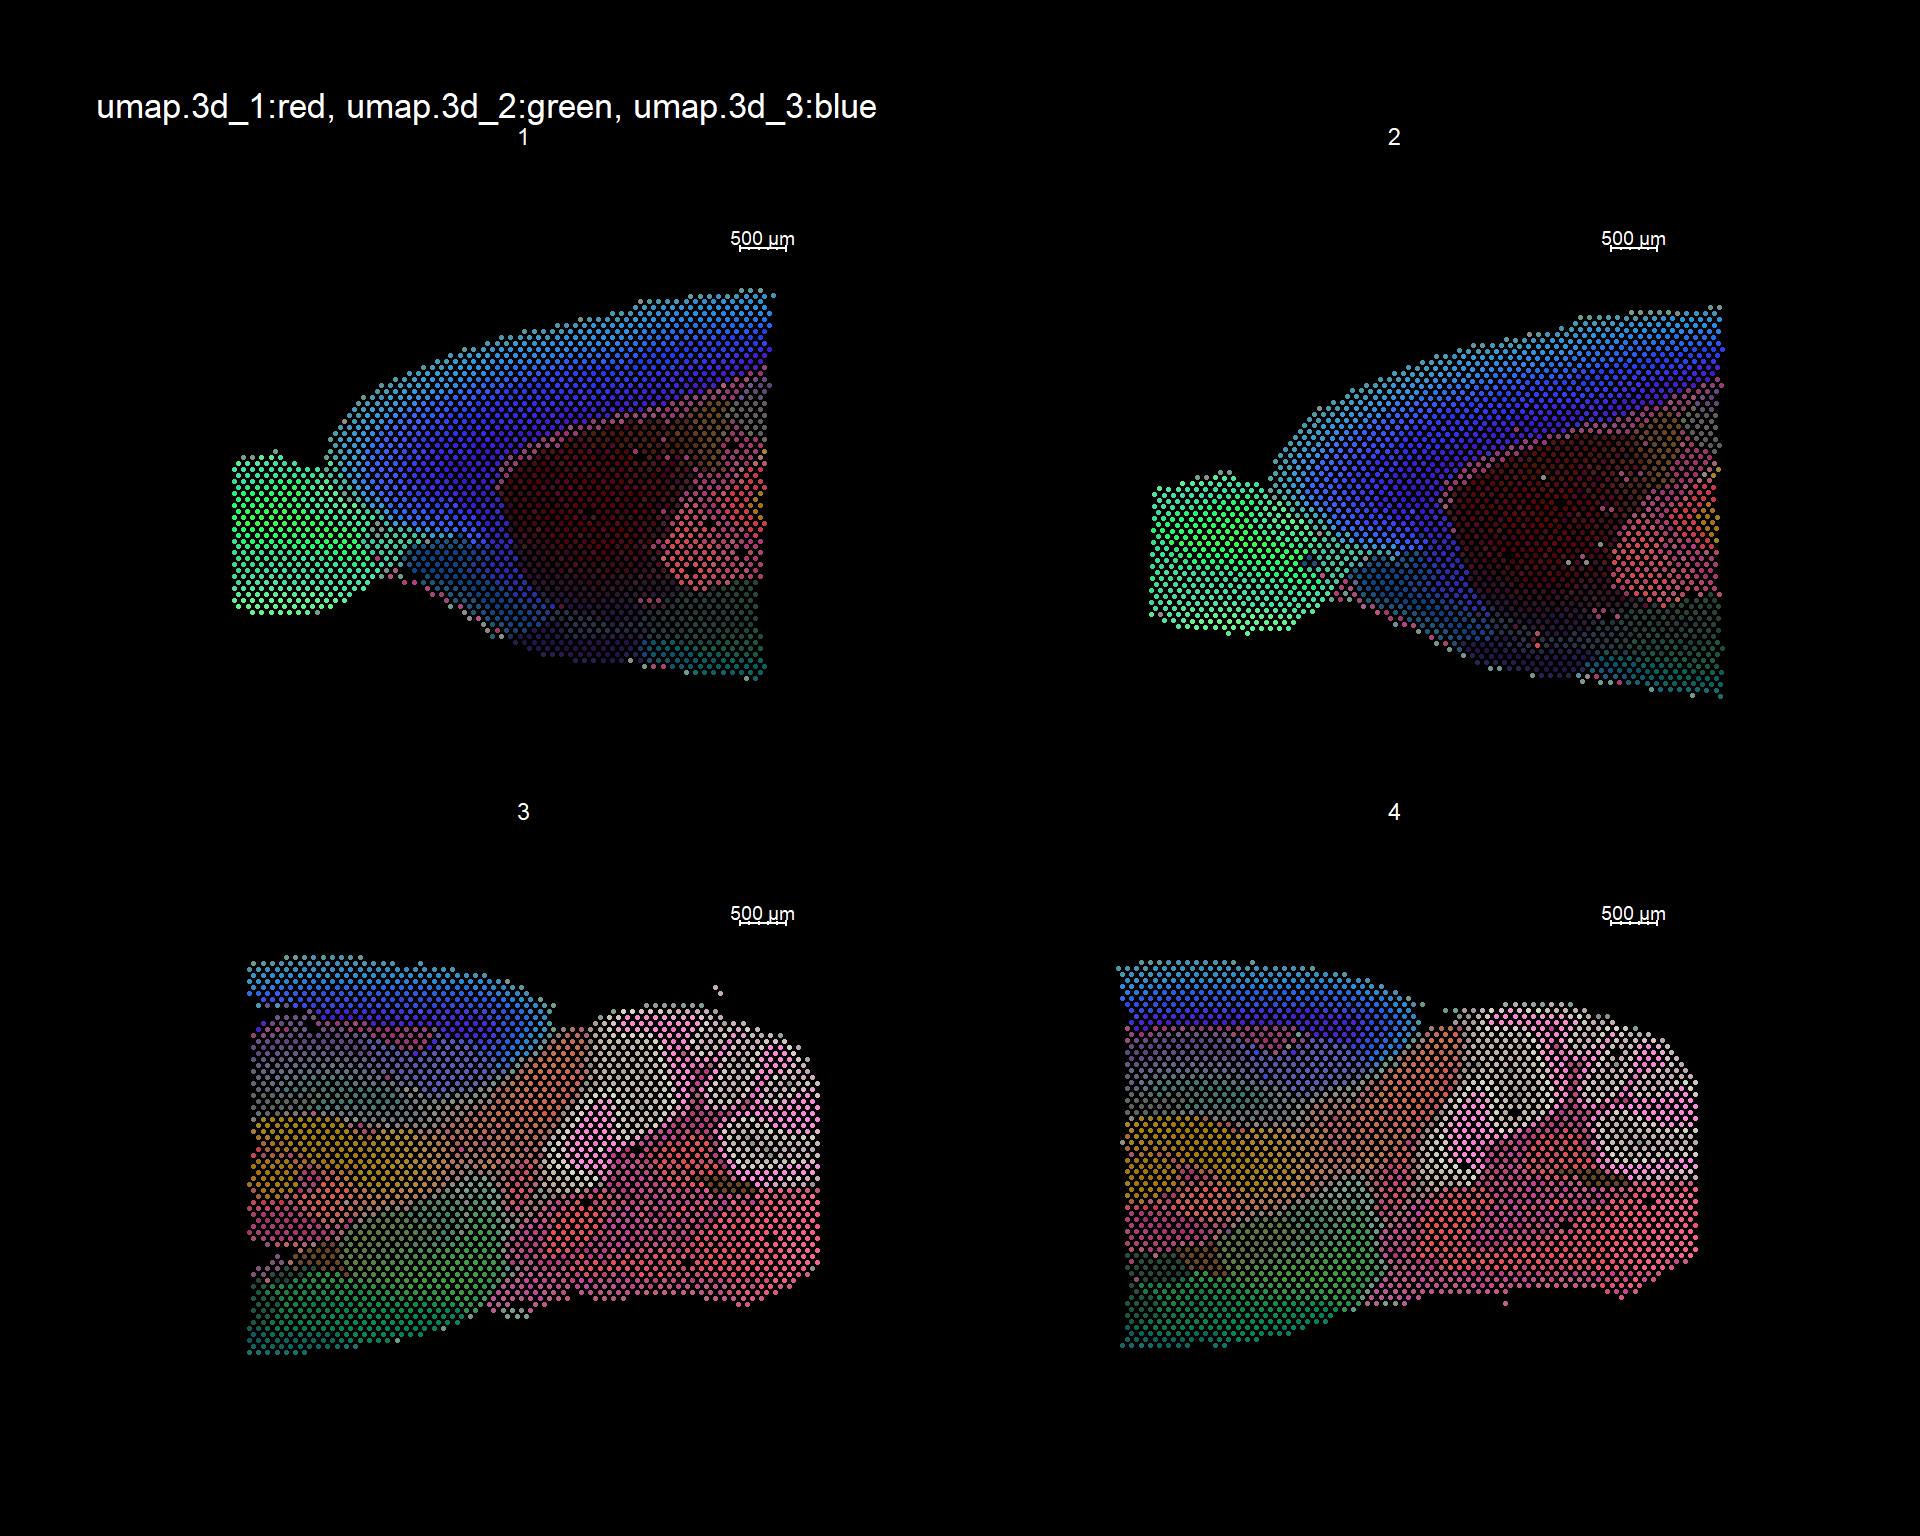 umap.3d_1:red, umap.3d_2:green, umap.3d_3:blue
1
2
500 µm
500 µm
3
4
500 µm
500 µm